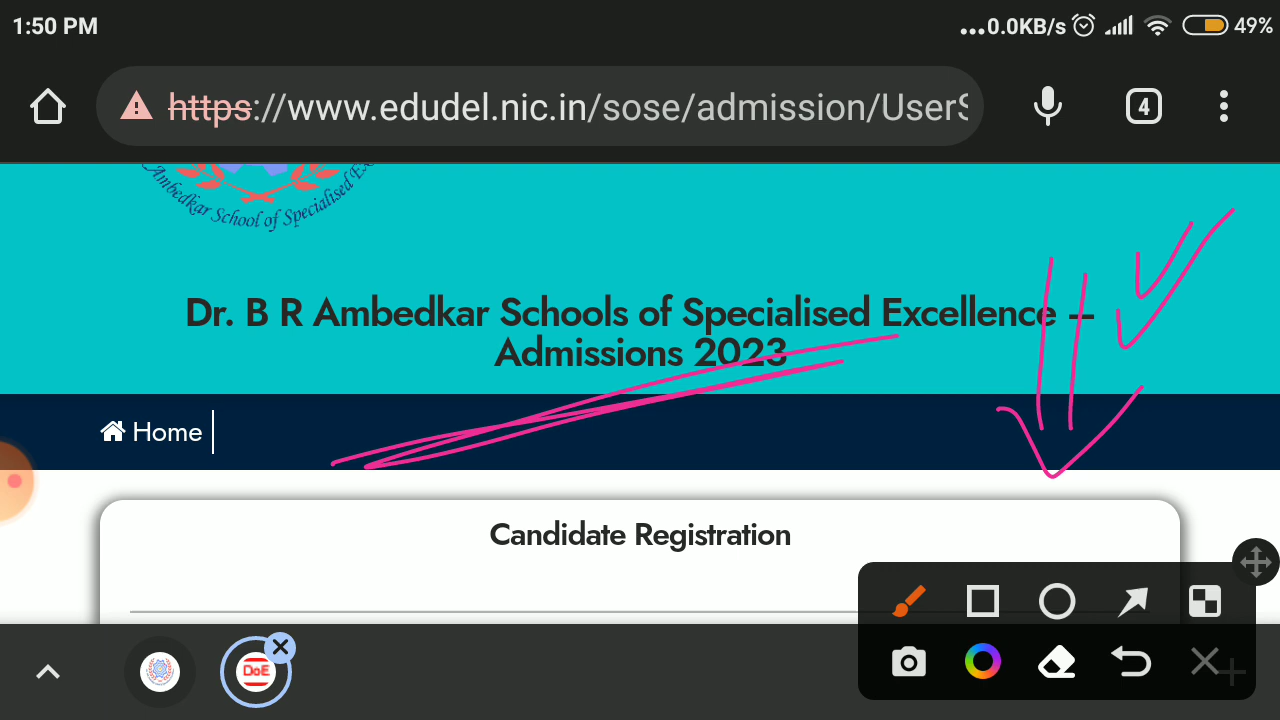 1:50 PM
...0.0KB/s 49%
https://www.edudel.nic.in/sose/admission/UserS
4
Ambedkar School of Specialised Ex
Dr. B R Ambedkar Schools of Specialised Excellence –
Admissions 2023
Home
Candidate Registration
DoE